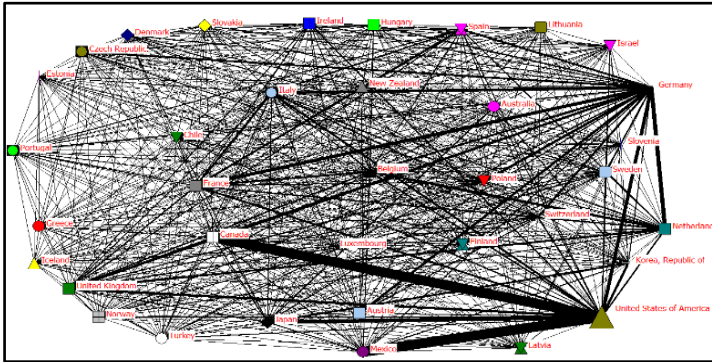 Slovakia
Ireland
Hungary
Spain
Lithuania
Denmark
Israel
Czech Republic
Estonia
Germany
Italy
New Zealand
Australia
Chile
Slovenia
Portugal
Belgium
Poland
Sweden
France
Switzerland
Greece
Netherland
Canada
Luxembourg
Finland
Iceland
Korea, Republic of
United Kingdom
United States of America
Norway
Japan
Austria
Turkey
Mexico
Latvia